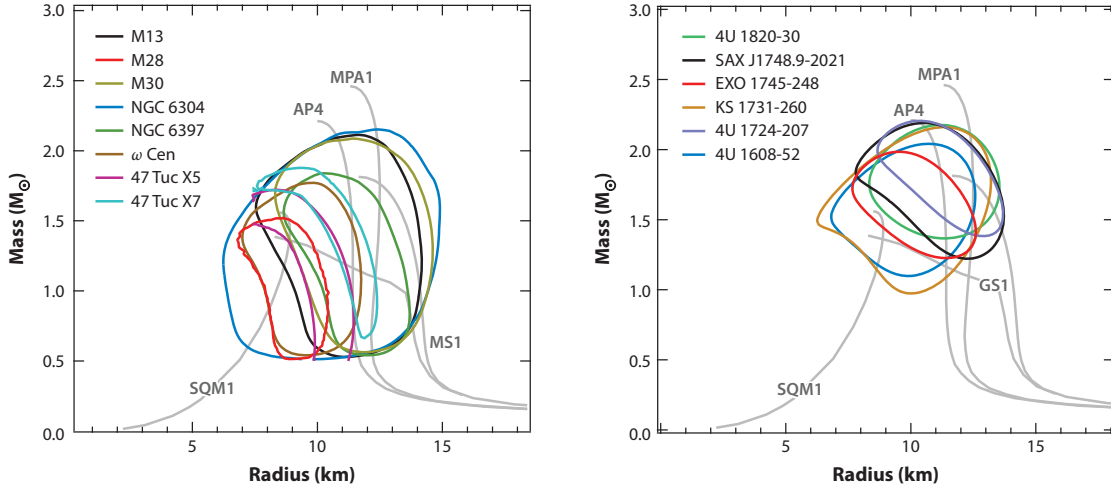 3.0
2.5
2.0
1.5
1.0
0.5
0.0
Mass (M⊙)
M13
M28
M30
NGC 6304
NGC 6397
ω Cen
47 Tuc X5
47 Tuc X7
MPA1
AP4
MS1
SQM1
5
10
15
Radius (km)
3.0
2.5
2.0
1.5
1.0
0.5
0.0
Mass (M⊙)
4U 1820-30
SAX J1748.9-2021
EXO 1745-248
KS 1731-260
4U 1724-207
4U 1608-52
MPA1
AP4
GS1
SQM1
5
10
15
Radius (km)